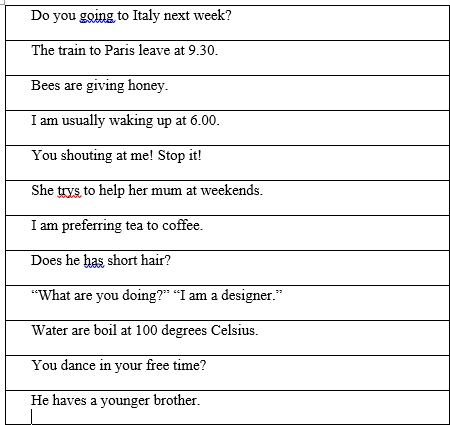 Do you going to Italy next week?
The train to Paris leave at 9.30.
Bees are giving honey.
I am usually waking up at 6.00.
You shouting at me! Stop it!
She trys to help her mum at weekends.
I am preferring tea to coffee.
Does he has short hair?
“What are you doing?” “I am a designer.”
Water are boil at 100 degrees Celsius.
You dance in your free time?
He haves a younger brother.